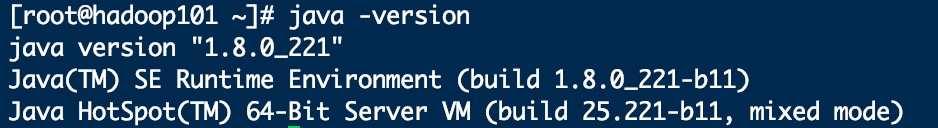 [root@hadoop101 ~]# java -version
java version "1.8.0_221"
Java(TM) SE Runtime Environment (build 1.8.0_221-b11)
Java HotSpot(TM) 64-Bit Server VM (build 25.221-b11, mixed mode)